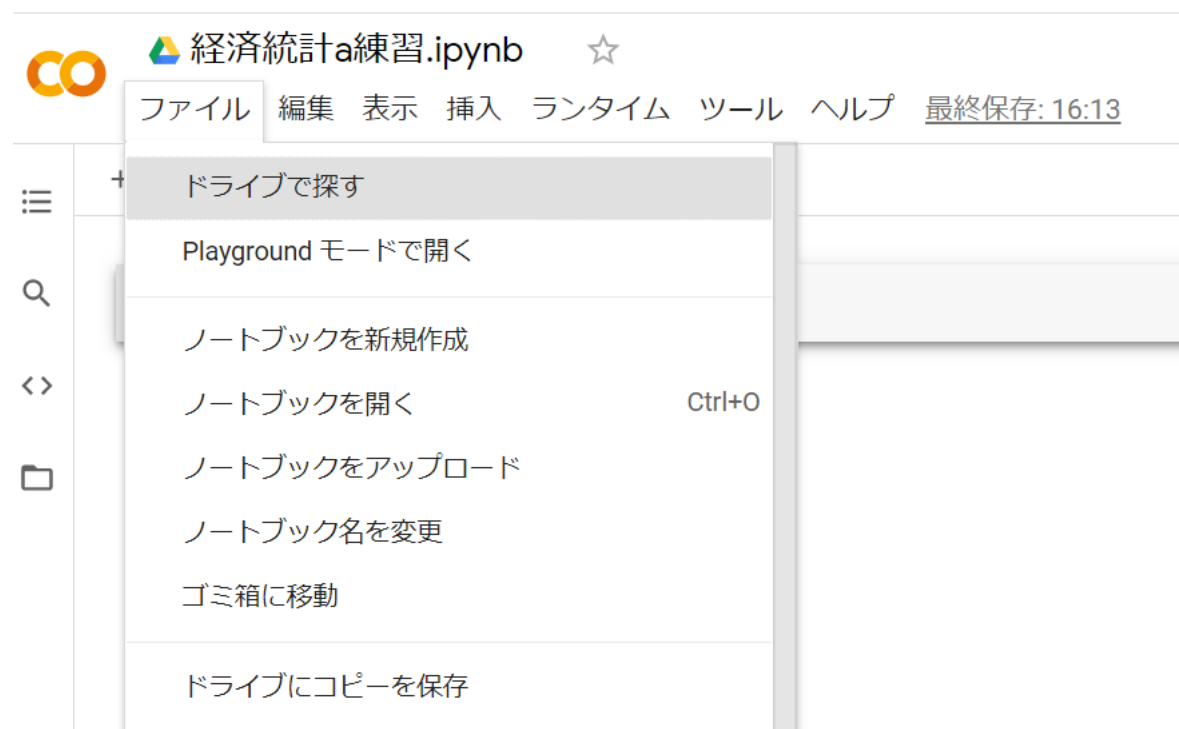 経済統計a練習.ipynb
ファイル 編集 表示 挿入 ランタイム ツール ヘルプ 最終保存: 16:13
+
ドライブで探す
Playground モードで開く
ノートブックを新規作成
ノートブックを開く Ctrl+O
ノートブックをアップロード
ノートブック名を変更
ゴミ箱に移動
ドライブにコピーを保存